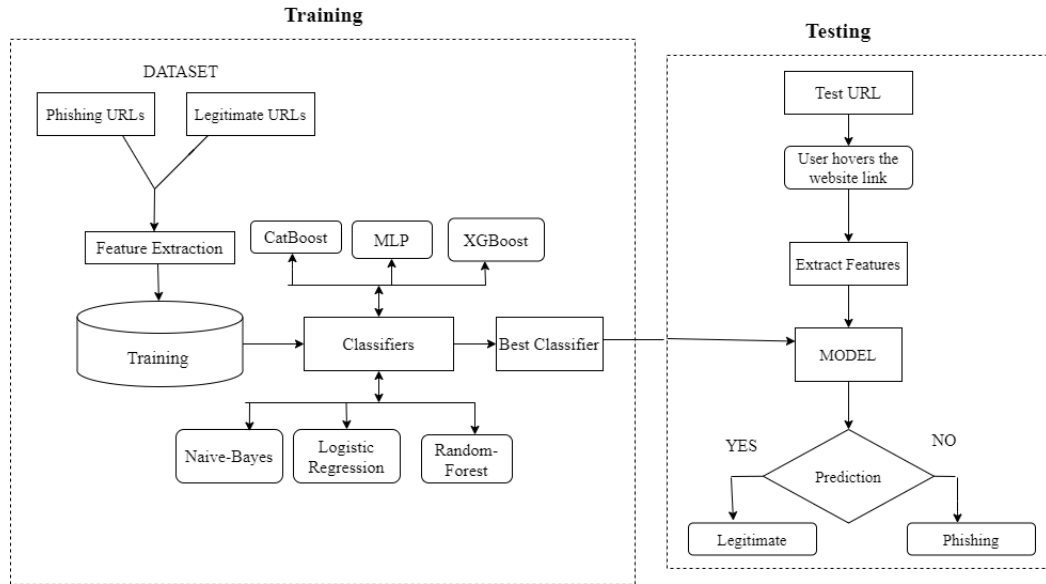 Training
Testing
DATASET
Phishing URLs
Legitimate URLs
Feature Extraction
CatBoost
MLP
XGBoost
Training
Classifiers
Best Classifier
Naive-Bayes
Logistic
Regression
Random-
Forest
Test URL
User hovers the
website link
Extract Features
MODEL
YES
NO
Prediction
Legitimate
Phishing